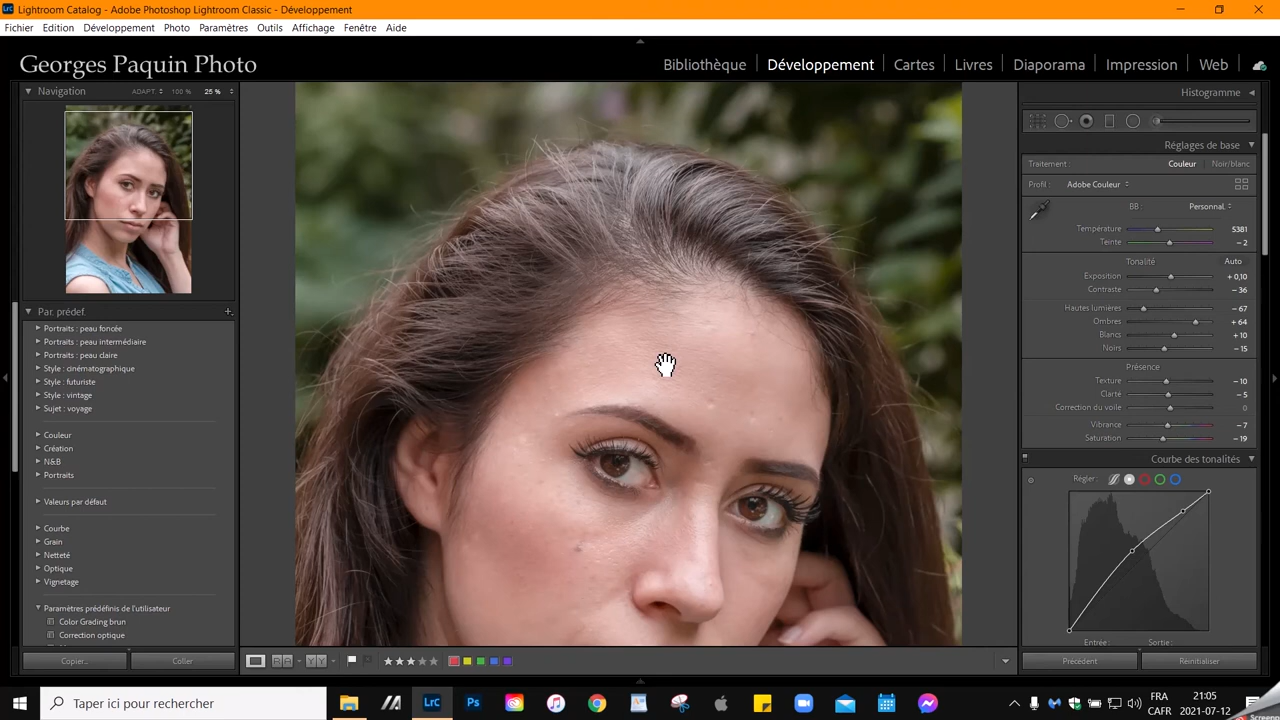 Lightroom Catalog - Adobe Photoshop Lightroom Classic - Développement
Fichier Edition Développement Photo Paramètres Outils Affichage Fenêtre Aide
Georges Paquin Photo
Bibliothèque Développement Cartes Livres Diaporama Impression Web
Navigation ADAPT. 100 % 25 %
Histogramme
Réglages de base
Traitement : Couleur Noir/blanc
Profil : Adobe Couleur
BB : Personnal.
Température 5381
Teinte – 2
Tonalité Auto
Exposition + 0,10
Contraste – 36
Hautes lumières – 67
Ombres + 64
Blancs + 10
Noirs – 15
Présence
Texture – 10
Clarté – 5
Correction du voile 0
Vibrance – 7
Saturation – 19
Courbe des tonalités
Régler :
Entrée : Sortie :
Par. prédef.
Portraits : peau foncée
Portraits : peau intermédiaire
Portraits : peau claire
Style : cinématographique
Style : futuriste
Style : vintage
Sujet : voyage
Couleur
Création
N&B
Portraits
Valeurs par défaut
Courbe
Grain
Netteté
Optique
Vignetage
Paramètres prédéfinis de l'utilisateur
Color Grading brun
Correction optique
Copier... Coller
Précédent Réinitialiser
Taper ici pour rechercher
LrC Ps
FRA
CAFR
21:05
2021-07-12